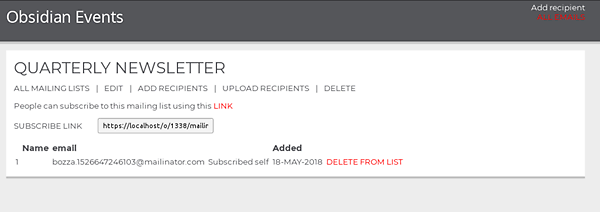 Obsidian Events
Add recipient
QUARTERLY NEWSLETTER
ALL MAILING LISTS | EDIT | ADD RECIPIENTS | UPLOAD RECIPIENTS | DELETE
People can subscribe to this mailing list using this LINK
SUBSCRIBE LINK https://localhost/o/1338/mailir
Name email Added
1 bozza.1526647246103@mailinator.com Subscribed self 18-MAY-2018 DELETE FROM LIST